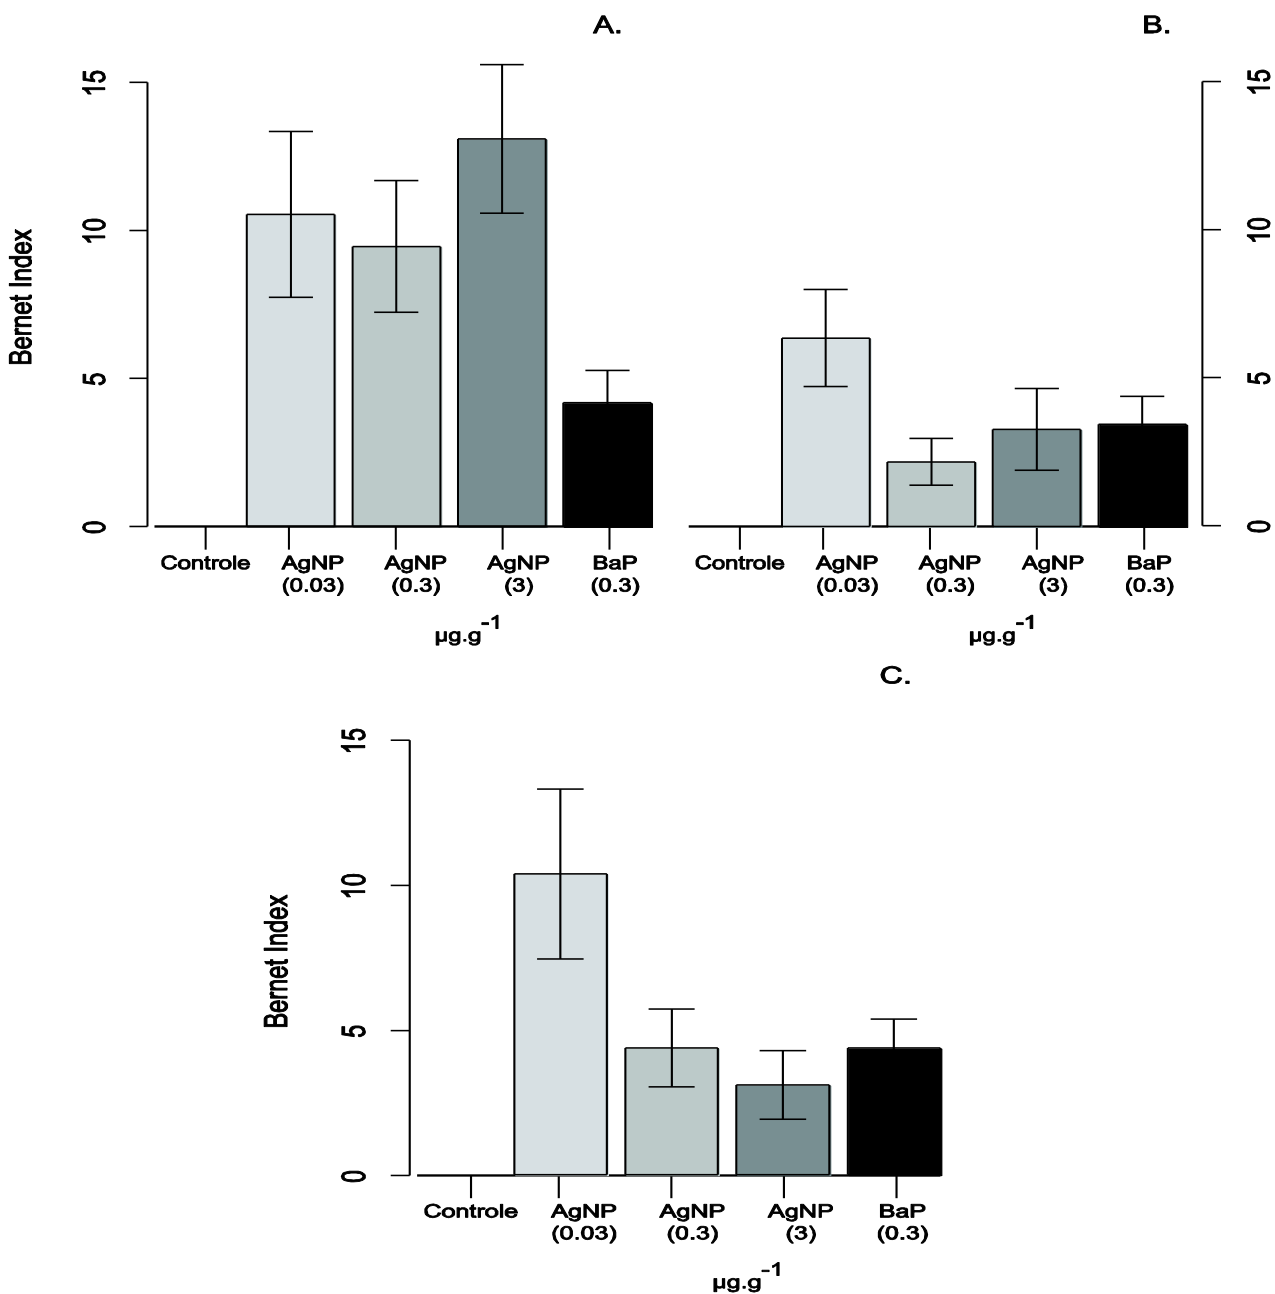 A.
B.
15
10
5
0
Bernet Index
15
10
5
0
Controle AgNP AgNP AgNP BaP
(0.03) (0.3) (3) (0.3)
µg.g⁻¹
Controle AgNP AgNP AgNP BaP
(0.03) (0.3) (3) (0.3)
µg.g⁻¹
C.
15
10
5
0
Bernet Index
Controle AgNP AgNP AgNP BaP
(0.03) (0.3) (3) (0.3)
µg.g⁻¹